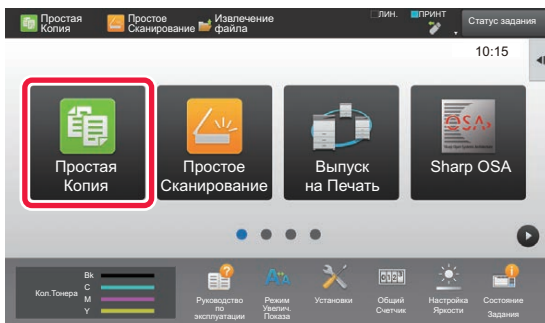 Простая
Копия
Простое
Сканирование
Извлечение
файла
ЛИН.
ПРИНТ
Статус задания
10:15
Простая
Копия
Простое
Сканирование
Выпуск
на Печать
OSA
Sharp OSA
Кол.Тонера
Bk
C
M
Y
Руководство
по
эксплуатации
Режим
Увелич.
Показа
Установки
Общий
Счетчик
Настройка
Яркости
Состояние
Задания